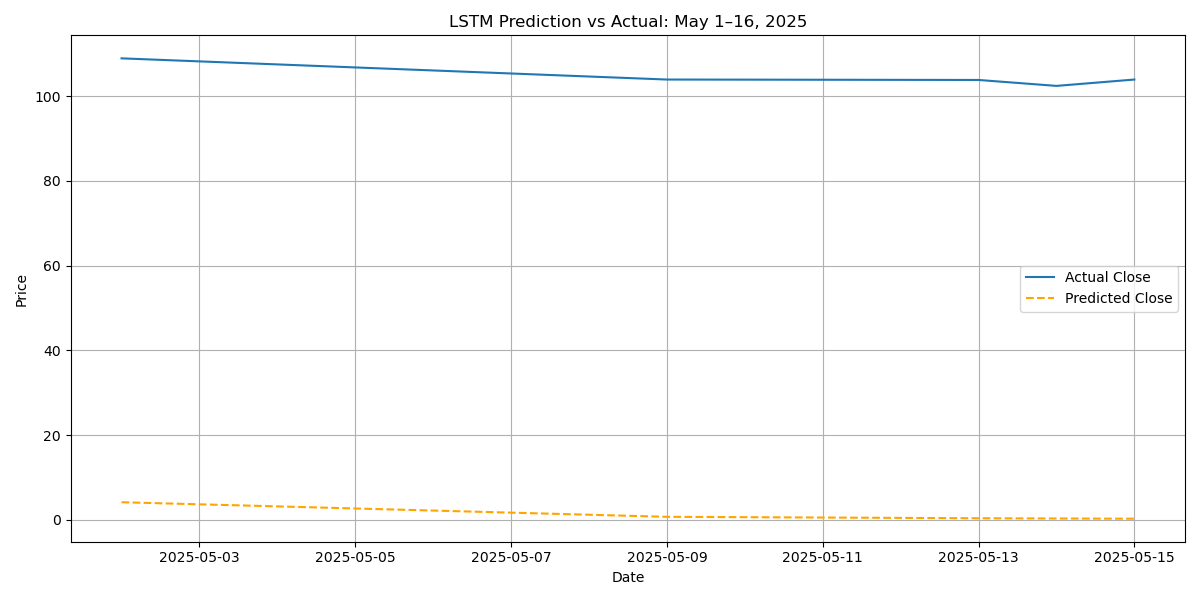 LSTM Prediction vs Actual: May 1–16, 2025
100
80
60
40
20
0
Price
Actual Close
Predicted Close
2025-05-03 2025-05-05 2025-05-07 2025-05-09 2025-05-11 2025-05-13 2025-05-15
Date